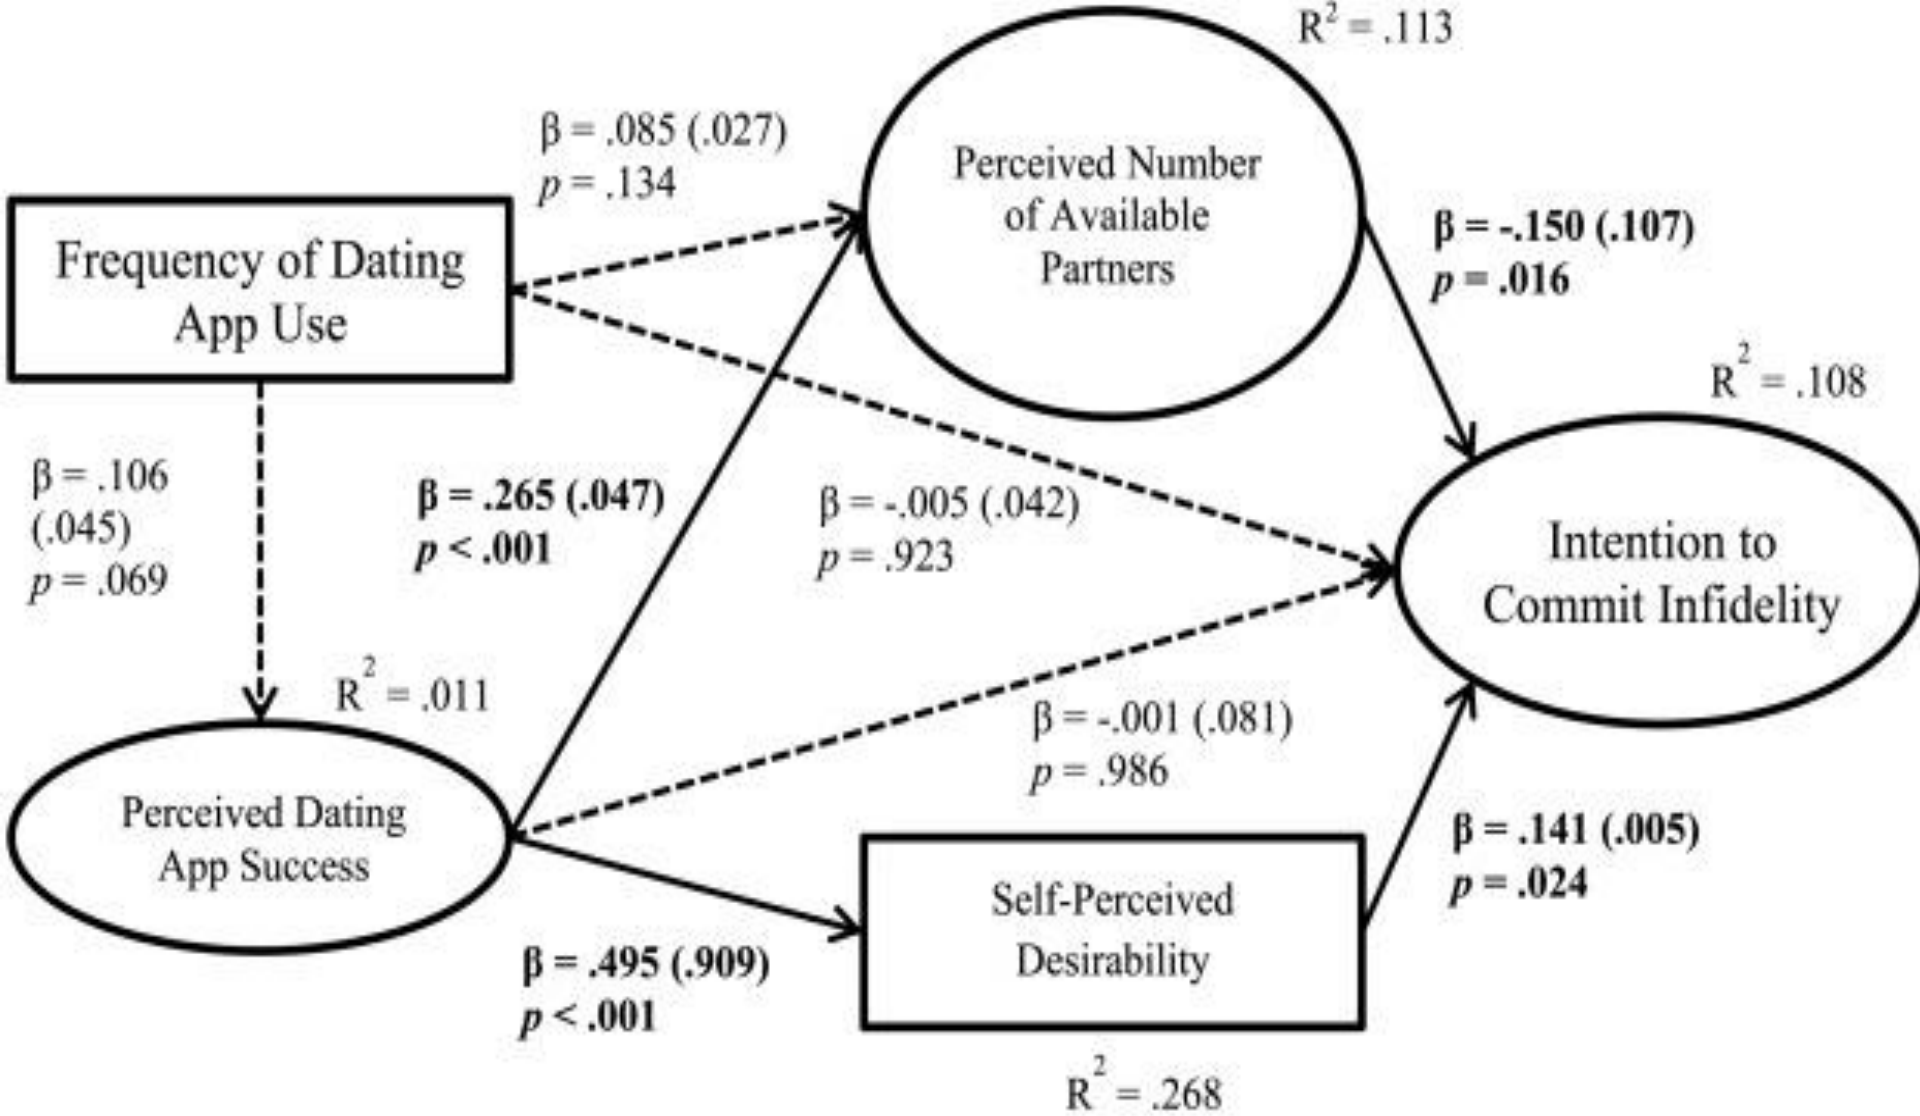 R² = .113
β = .085 (.027)
p = .134
Perceived Number
of Available
Partners
Frequency of Dating
App Use
β = -.150 (.107)
p = .016
R² = .108
β = .106
(.045)
p = .069
β = .265 (.047)
p < .001
β = -.005 (.042)
p = .923
Intention to
Commit Infidelity
R² = .011
β = -.001 (.081)
p = .986
Perceived Dating
App Success
Self-Perceived
Desirability
β = .141 (.005)
p = .024
β = .495 (.909)
p < .001
R² = .268